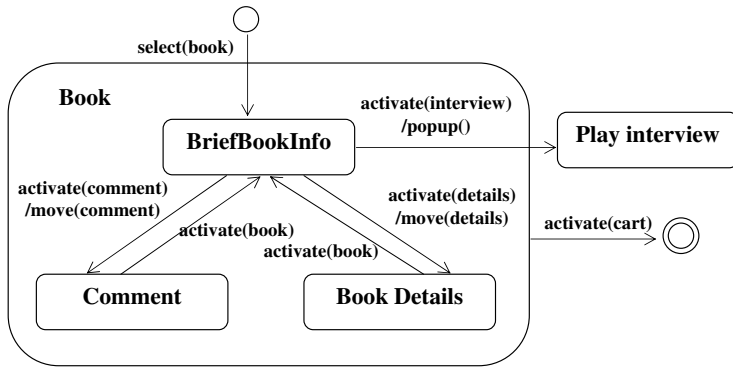 select(book)
Book
activate(interview)
/popup()
BriefBookInfo
Play interview
activate(comment)
/move(comment)
activate(details)
/move(details)
activate(cart)
activate(book)
activate(book)
Comment
Book Details